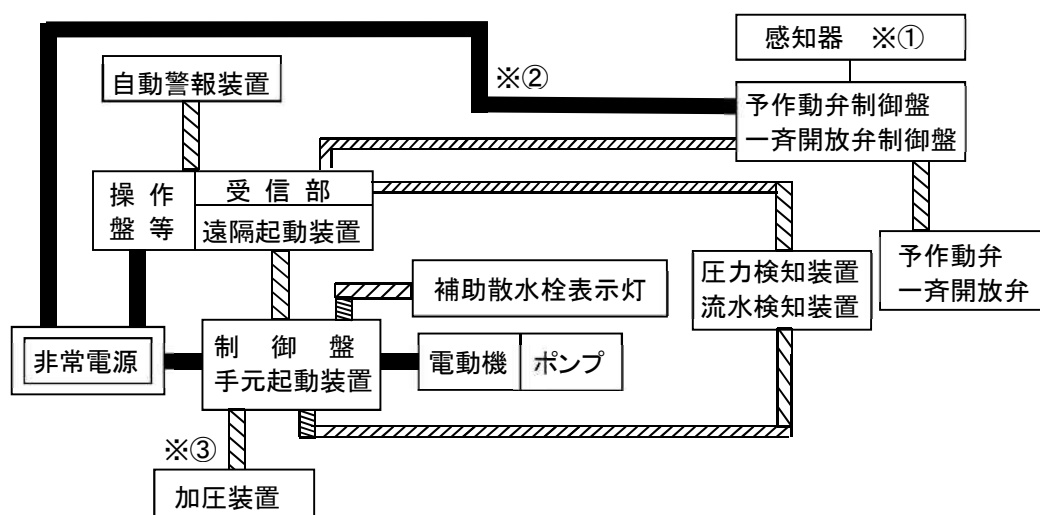 感知器　※①
※②
自動警報装置
予作動弁制御盤
一斉開放弁制御盤
操作
盤等
受信部
遠隔起動装置
予作動弁
一斉開放弁
圧力検知装置
流水検知装置
補助散水栓表示灯
非常電源
制御盤
手元起動装置
電動機
ポンプ
※③
加圧装置